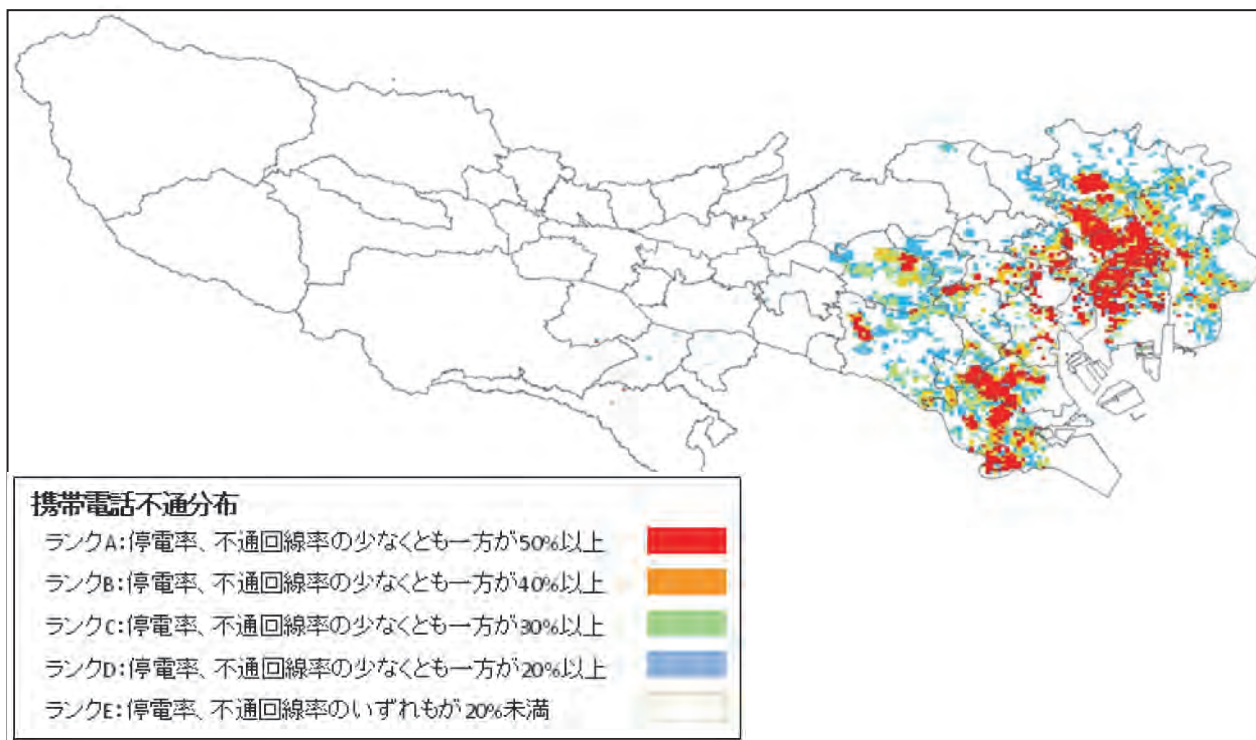 携帯電話不通分布
ランクA:停電率、不通回線率の少なくとも一方が50%以上
ランクB:停電率、不通回線率の少なくとも一方が40%以上
ランクC:停電率、不通回線率の少なくとも一方が30%以上
ランクD:停電率、不通回線率の少なくとも一方が20%以上
ランクE:停電率、不通回線率のいずれもが20%未満